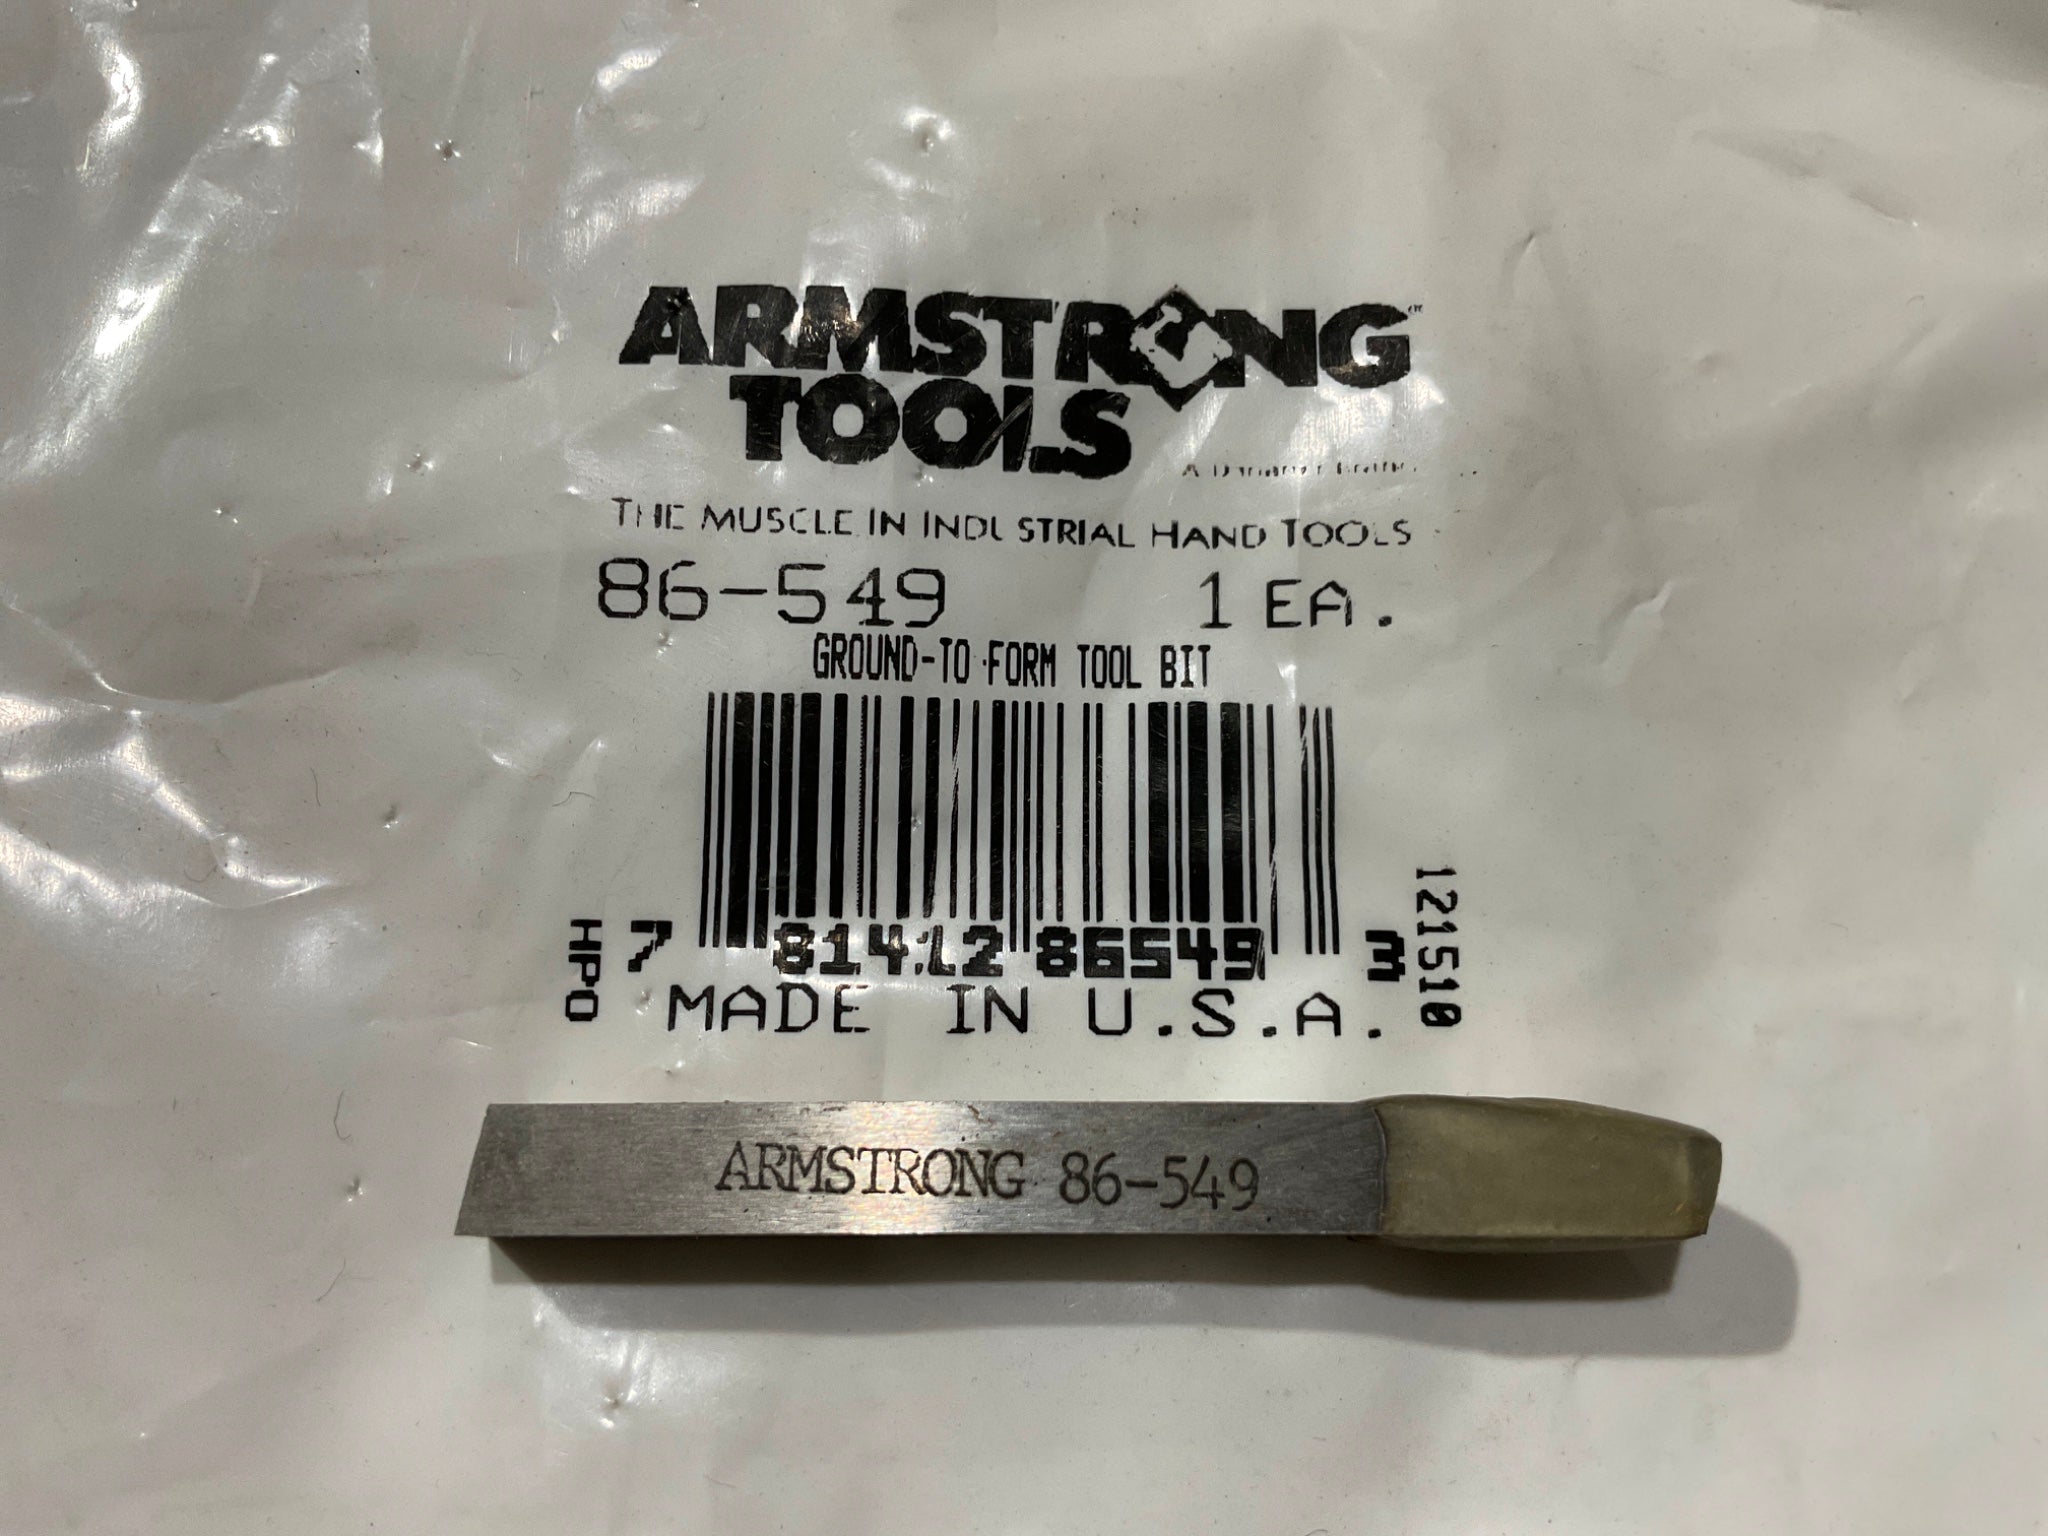 ARMSTRONG™
TOOLS
THE MUSCLE IN INDUSTRIAL HAND TOOLS
86-549 1 EA.
GROUND-TO-FORM TOOL BIT
HPO
7 81412 86549 3
121510
MADE IN U.S.A.
ARMSTRONG 86-549